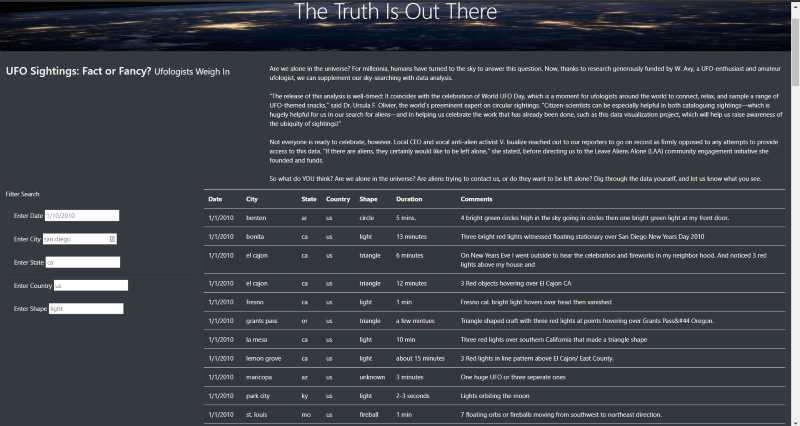 The Truth Is Out There
UFO Sightings: Fact or Fancy? Ufologists Weigh In
Are we alone in the universe? For millennia, humans have turned to the sky to answer this question. Now, thanks to research generously funded by W. Avy, a UFO-enthusiast and amateur
ufologist, we can supplement our sky-searching with data analysis.
"The release of this analysis is well-timed: It coincides with the celebration of World UFO Day, which is a moment for ufologists around the world to connect, relax, and sample a range of
UFO-themed snacks," said Dr. Ursula F. Olivier, the world's preeminent expert on circular sightings. "Citizen-scientists can be especially helpful in both cataloguing sightings—which is
hugely helpful for us in our search for aliens—and in helping us celebrate the work that has already been done, such as this data visualization project, which will help us raise awareness of
the ubiquity of sightings!"
Not everyone is ready to celebrate, however. Local CEO and vocal anti-alien activist V. Isualize reached out to our reporters to go on record as firmly opposed to any attempts to provide
access to this data. "If there are aliens, they certainly would like to be left alone," she stated, before directing us to the Leave Aliens Alone (LAA) community engagement initiative she
founded and funds.
So what do YOU think? Are we alone in the universe? Are aliens trying to contact us, or do they want to be left alone? Dig through the data yourself, and let us know what you see.
Filter Search
Enter Date 1/10/2010
Enter City san diego
Enter State ca
Enter Country us
Enter Shape light
Date City State Country Shape Duration Comments
1/1/2010 benton ar us circle 5 mins. 4 bright green circles high in the sky going in circles then one bright green light at my front door.
1/1/2010 bonita ca us light 13 minutes Three bright red lights witnessed floating stationary over San Diego New Years Day 2010
1/1/2010 el cajon ca us triangle 6 minutes On New Years Eve I went outside to hear the celebration and fireworks in my neighbor hood. And noticed 3 red
lights above my house and
1/1/2010 el cajon ca us triangle 12 minutes 3 Red objects hovering over El Cajon CA
1/1/2010 fresno ca us light 1 min Fresno cal. bright light hovers over head then vanished
1/1/2010 grants pass or us triangle a few mintues Triangle shaped craft with three red lights at points hovering over Grants Pass&#44 Oregon.
1/1/2010 la mesa ca us light 10 min Three red lights over southern California that made a triangle shape
1/1/2010 lemon grove ca us light about 15 minutes 3 Red lights in line pattern above El Cajon/ East County.
1/1/2010 maricopa az us unknown 3 minutes One huge UFO or three seperate ones
1/1/2010 park city ky us light 2-3 seconds Lights orbiting the moon
1/1/2010 st. louis mo us fireball 1 min 7 floating orbs or fireballs moving from southwest to northeast direction.